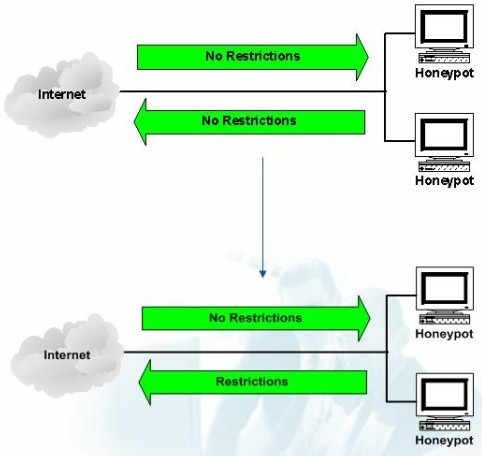 No Restrictions
Honeypot
Internet
No Restrictions
Honeypot
No Restrictions
Honeypot
Internet
Restrictions
Honeypot